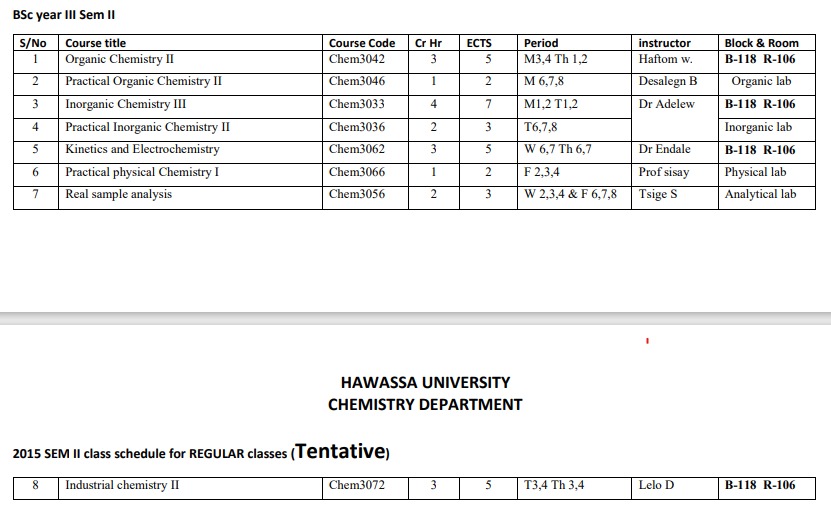 BSc year III Sem II
S/No Course title Course Code Cr Hr ECTS Period instructor Block & Room
1 Organic Chemistry II Chem3042 3 5 M3,4 Th 1,2 Haftom w. B-118 R-106
2 Practical Organic Chemistry II Chem3046 1 2 M 6,7,8 Desalegn B Organic lab
3 Inorganic Chemistry III Chem3033 4 7 M1,2 T1,2 Dr Adelew B-118 R-106
4 Practical Inorganic Chemistry II Chem3036 2 3 T6,7,8 Inorganic lab
5 Kinetics and Electrochemistry Chem3062 3 5 W 6,7 Th 6,7 Dr Endale B-118 R-106
6 Practical physical Chemistry I Chem3066 1 2 F 2,3,4 Prof sisay Physical lab
7 Real sample analysis Chem3056 2 3 W 2,3,4 & F 6,7,8 Tsige S Analytical lab
HAWASSA UNIVERSITY
CHEMISTRY DEPARTMENT
2015 SEM II class schedule for REGULAR classes (Tentative)
8 Industrial chemistry II Chem3072 3 5 T3,4 Th 3,4 Lelo D B-118 R-106